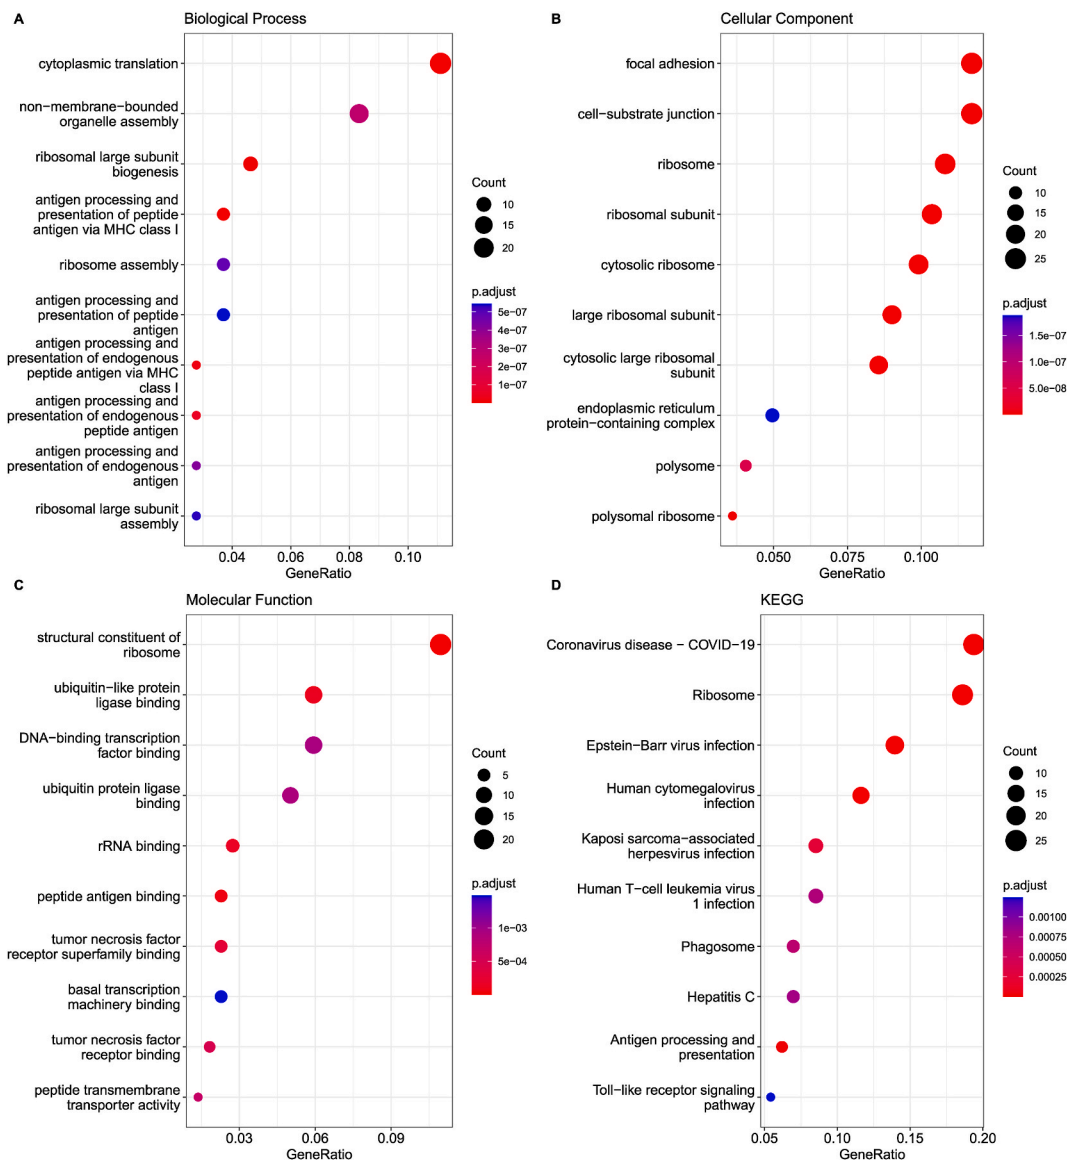 A
Biological Process
cytoplasmic translation
non−membrane−bounded
organelle assembly
ribosomal large subunit
biogenesis
antigen processing and
presentation of peptide
antigen via MHC class I
ribosome assembly
antigen processing and
presentation of peptide
antigen
antigen processing and
presentation of endogenous
peptide antigen via MHC
class I
antigen processing and
presentation of endogenous
peptide antigen
antigen processing and
presentation of endogenous
antigen
ribosomal large subunit
assembly
0.04 0.06 0.08 0.10
GeneRatio
Count
10
15
20
p.adjust
5e−07
4e−07
3e−07
2e−07
1e−07
B
Cellular Component
focal adhesion
cell−substrate junction
ribosome
ribosomal subunit
cytosolic ribosome
large ribosomal subunit
cytosolic large ribosomal
subunit
endoplasmic reticulum
protein−containing complex
polysome
polysomal ribosome
0.050 0.075 0.100
GeneRatio
Count
10
15
20
25
p.adjust
1.5e−07
1.0e−07
5.0e−08
C
Molecular Function
structural constituent of
ribosome
ubiquitin−like protein
ligase binding
DNA−binding transcription
factor binding
ubiquitin protein ligase
binding
rRNA binding
peptide antigen binding
tumor necrosis factor
receptor superfamily binding
basal transcription
machinery binding
tumor necrosis factor
receptor binding
peptide transmembrane
transporter activity
0.03 0.06 0.09
GeneRatio
Count
5
10
15
20
p.adjust
1e−03
5e−04
D
KEGG
Coronavirus disease − COVID−19
Ribosome
Epstein−Barr virus infection
Human cytomegalovirus
infection
Kaposi sarcoma−associated
herpesvirus infection
Human T−cell leukemia virus
1 infection
Phagosome
Hepatitis C
Antigen processing and
presentation
Toll−like receptor signaling
pathway
0.05 0.10 0.15 0.20
GeneRatio
Count
10
15
20
25
p.adjust
0.00100
0.00075
0.00050
0.00025